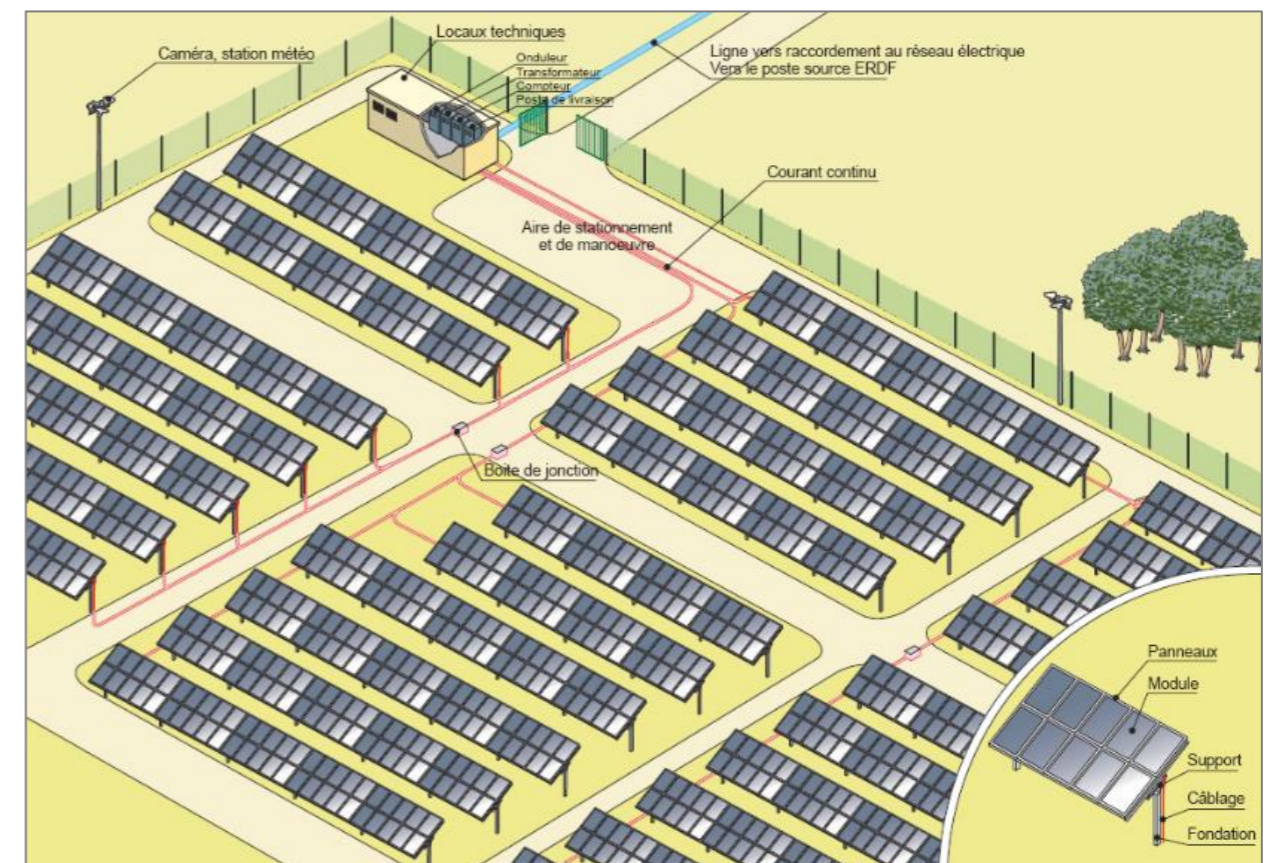 Locaux techniques
Caméra, station météo
Onduleur
Transformateur
Compteur
Poste de livraison
Ligne vers raccordement au réseau électrique
Vers le poste source ERDF
Courant continu
Aire de stationnement
et de manoeuvre
Boite de jonction
Panneaux
Module
Support
Câblage
Fondation